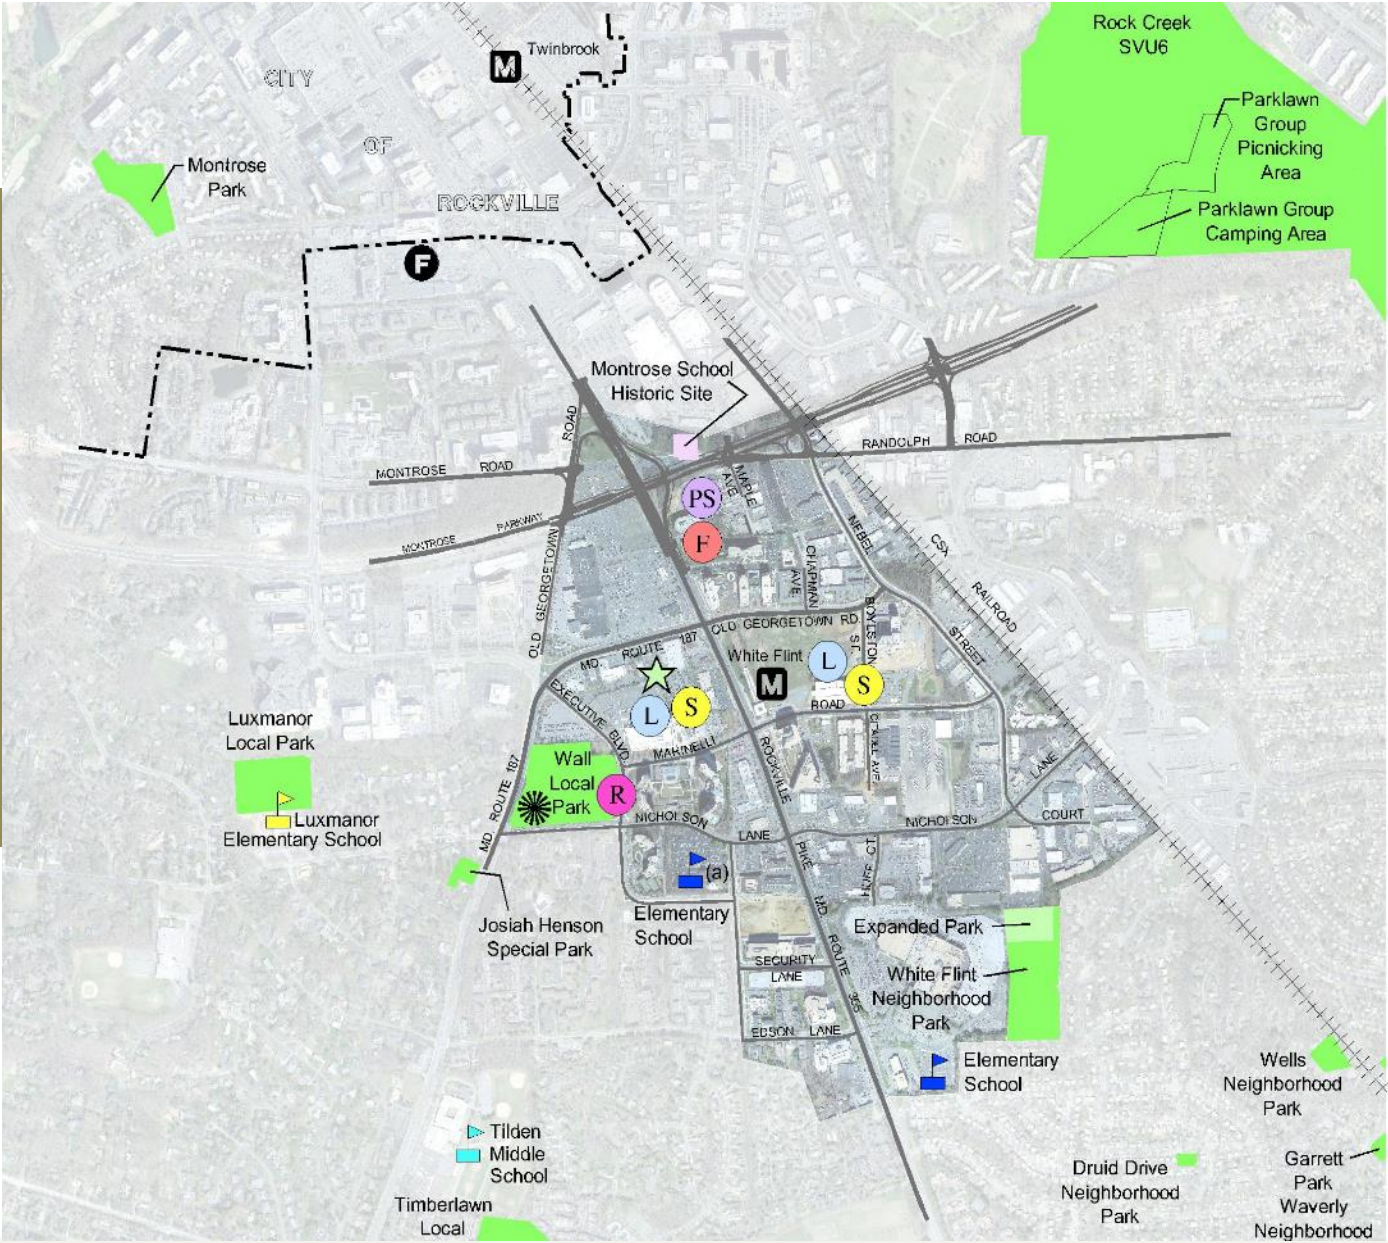 Rock Creek
SVU6
Twinbrook
M
CITY
OF
ROCKVILLE
Parklawn
Group
Picnicking
Area
Parklawn Group
Camping Area
Montrose
Park
F
Montrose School
Historic Site
ROAD
MONTROSE ROAD
RANDOLPH ROAD
MONTROSE PARKWAY
MAPLE
AVE
PS
F
NEBEL
STREET
CSX
RAILROAD
CHAPMAN
AVE.
OLD GEORGETOWN
OLD GEORGETOWN RD.
BOYLSTON
ST.
MD. ROUTE 187
White Flint
M
L
S
L
S
ROAD
EXECUTIVE BLVD.
MARINELLI
CITADEL AVE.
ROCKVILLE
PIKE
MD. ROUTE 355
LANE
Luxmanor
Local Park
Luxmanor
Elementary School
MD. ROUTE 187
Wall
Local
Park
R
NICHOLSON
LANE
NICHOLSON
COURT
HUFF CT
(a)
Elementary
School
Josiah Henson
Special Park
Expanded Park
White Flint
Neighborhood
Park
SECURITY
LANE
EDSON LANE
Elementary
School
Wells
Neighborhood
Park
Tilden
Middle
School
Timberlawn
Local
Druid Drive
Neighborhood
Park
Garrett
Park
Waverly
Neighborhood